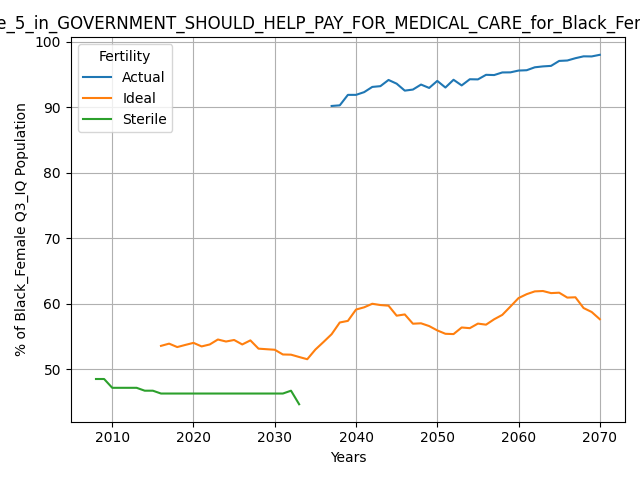 e_5_in_GOVERNMENT_SHOULD_HELP_PAY_FOR_MEDICAL_CARE_for_Black_Fe
100
90
80
70
60
50
% of Black_Female Q3_IQ Population
Fertility
Actual
Ideal
Sterile
2010
2020
2030
2040
2050
2060
2070
Years